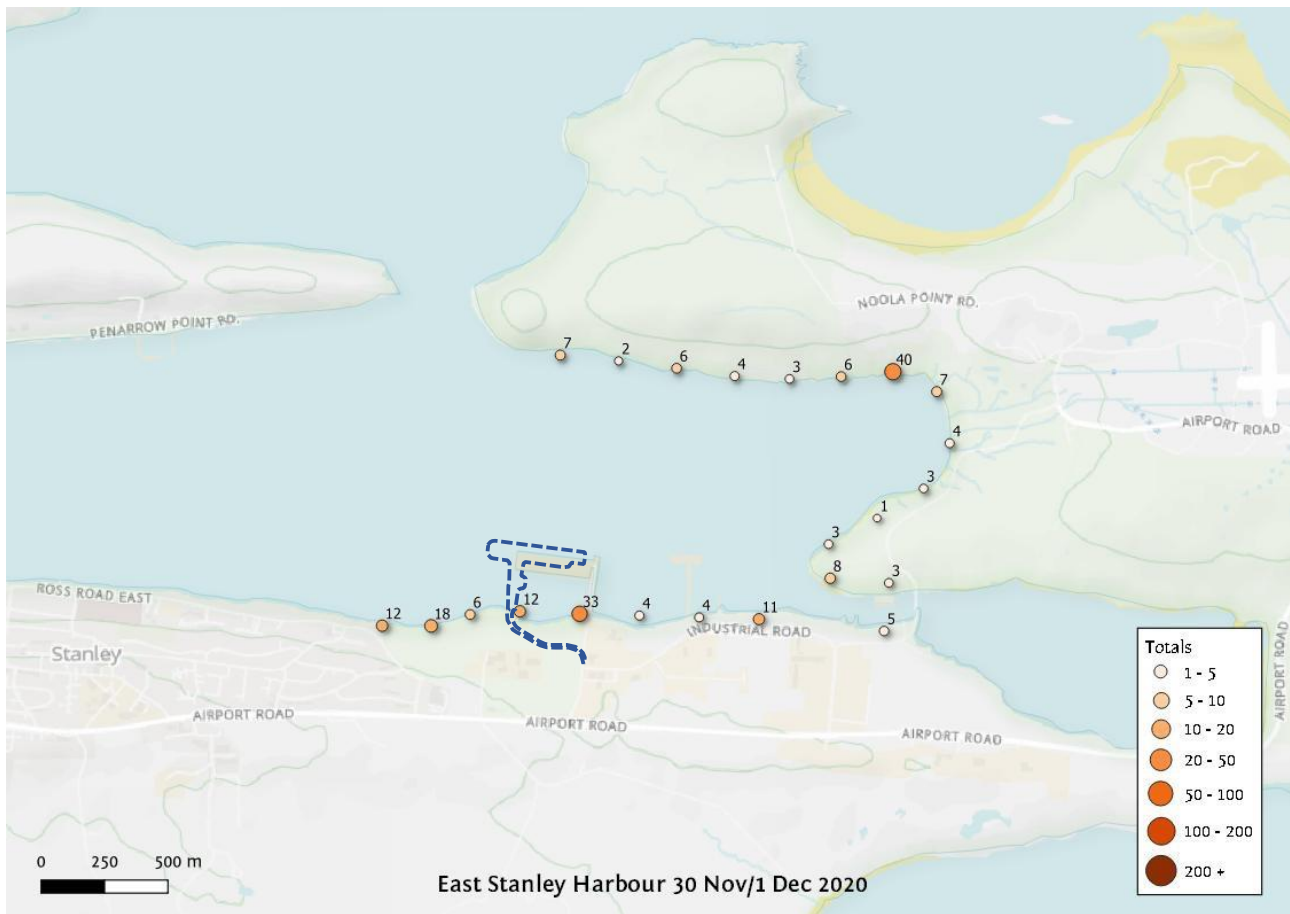 NOOLA POINT RD.
PENARROW POINT RD.
7
2
6
4
3
6
40
7
AIRPORT ROAD
4
3
1
3
8
3
ROSS ROAD EAST
12
18
6
12
33
4
4
11
5
INDUSTRIAL ROAD
Stanley
AIRPORT ROAD
AIRPORT ROAD
AIRPORT ROAD
AIRPORT ROAD
Totals
1 - 5
5 - 10
10 - 20
20 - 50
50 - 100
100 - 200
200 +
0 250 500 m
East Stanley Harbour 30 Nov/1 Dec 2020